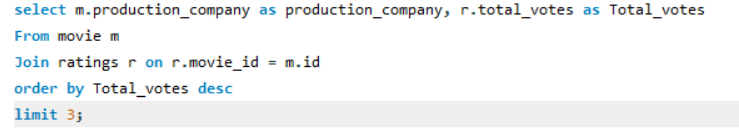 select m.production_company as production_company, r.total_votes as Total_votes
From movie m
Join ratings r on r.movie_id = m.id
order by Total_votes desc
limit 3;